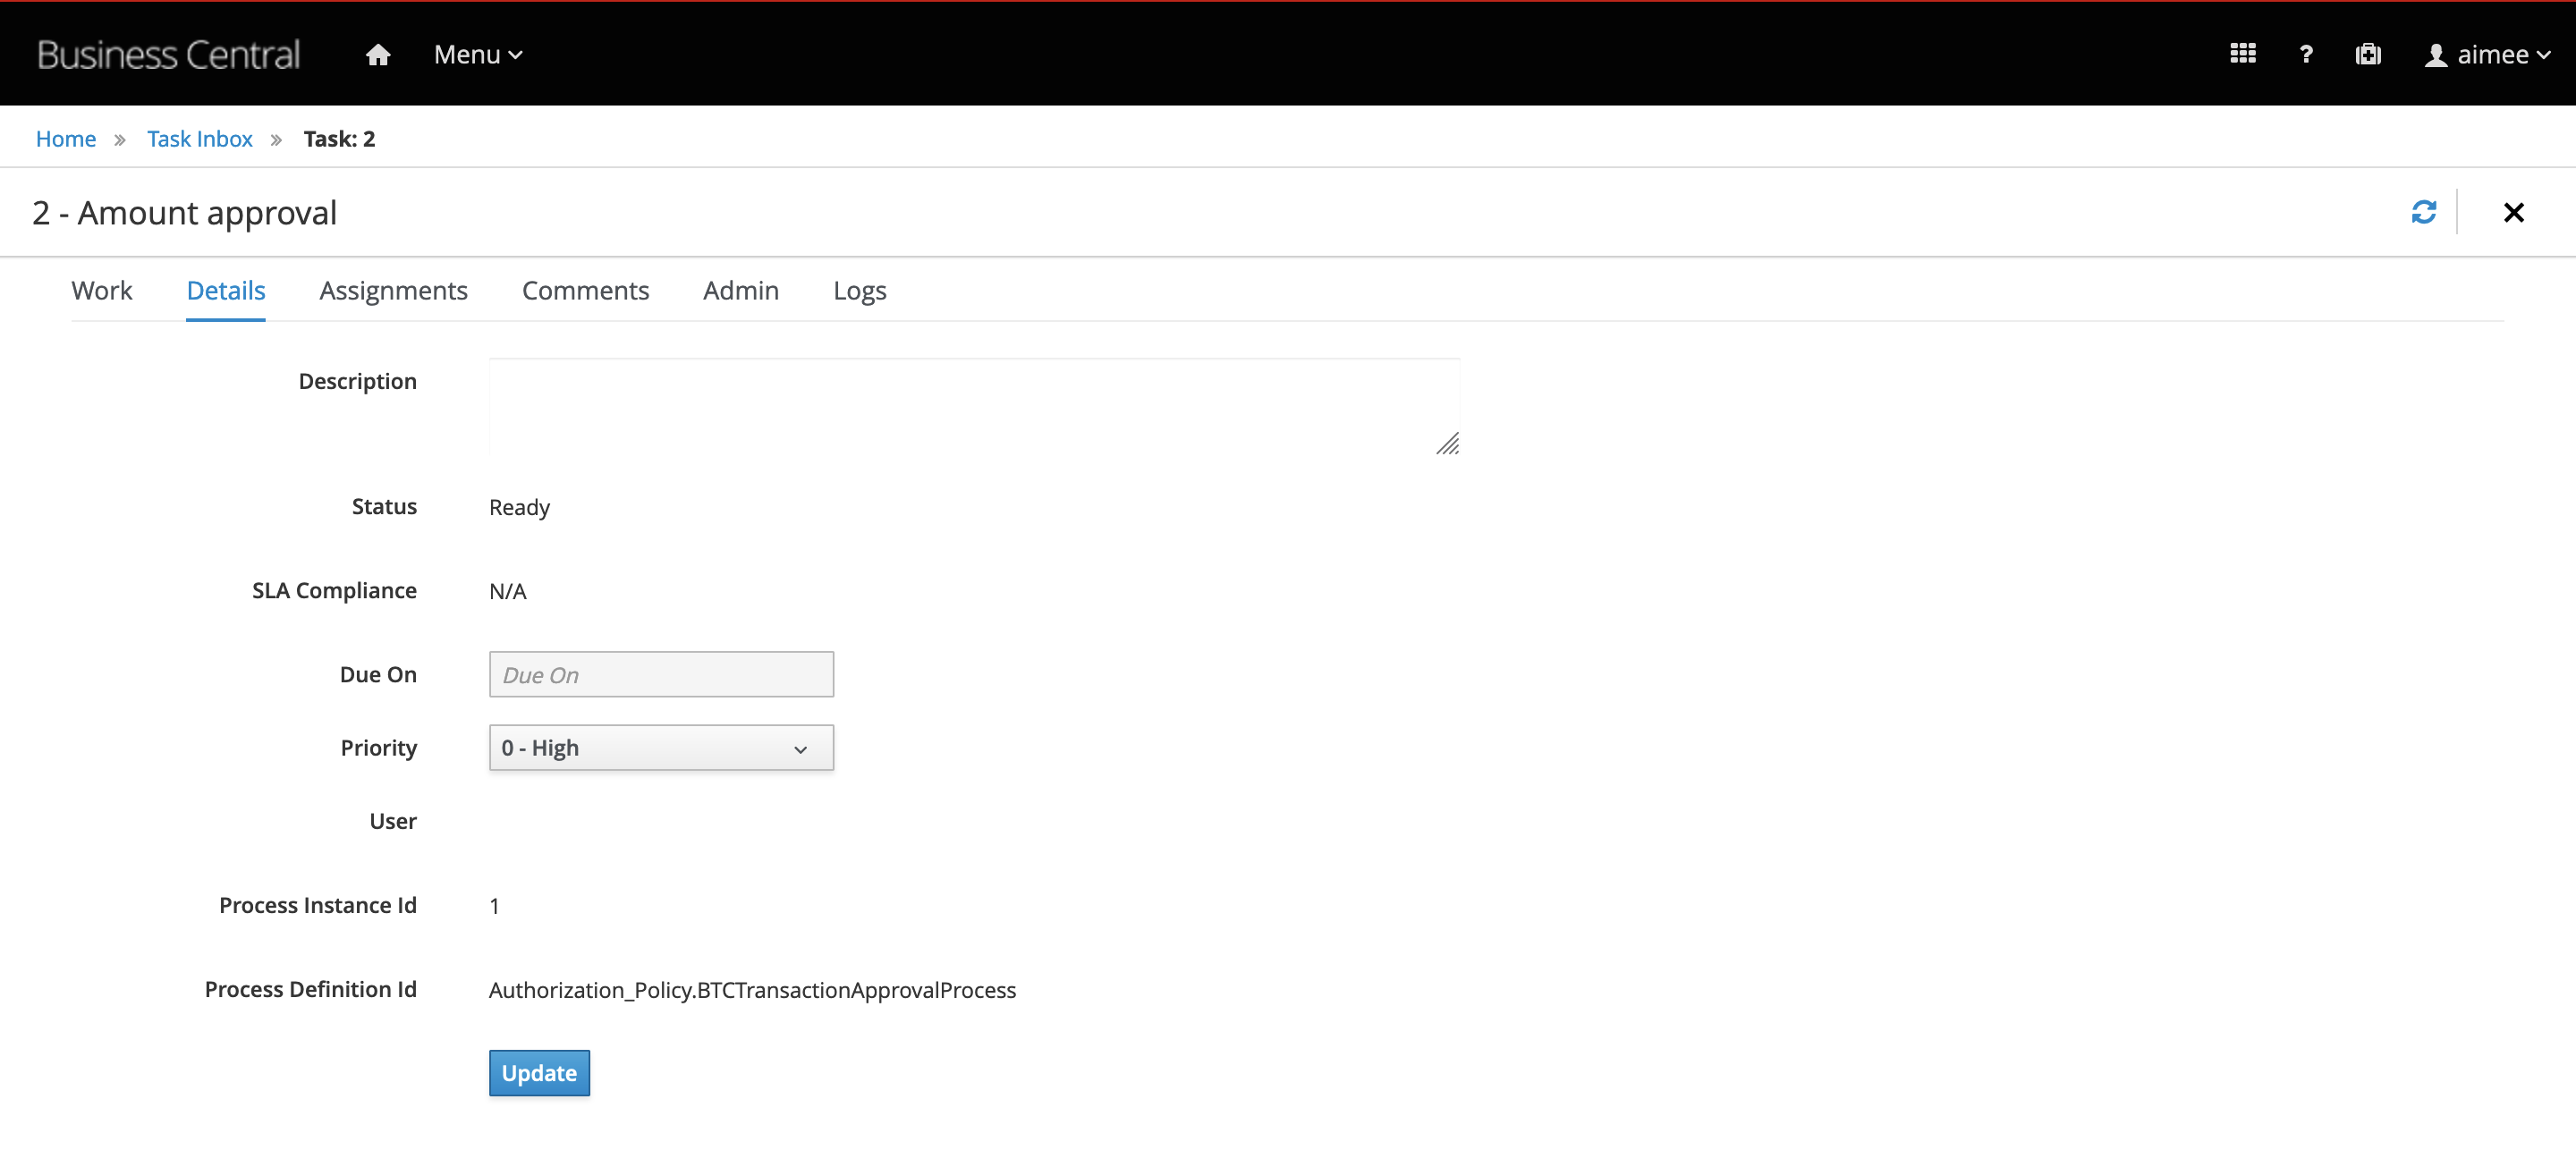 Business Central Menu ? aimee
Home » Task Inbox » Task: 2
2 - Amount approval
Work Details Assignments Comments Admin Logs
Description
Status Ready
SLA Compliance N/A
Due On Due On
Priority 0 - High
User
Process Instance Id 1
Process Definition Id Authorization_Policy.BTCTransactionApprovalProcess
Update